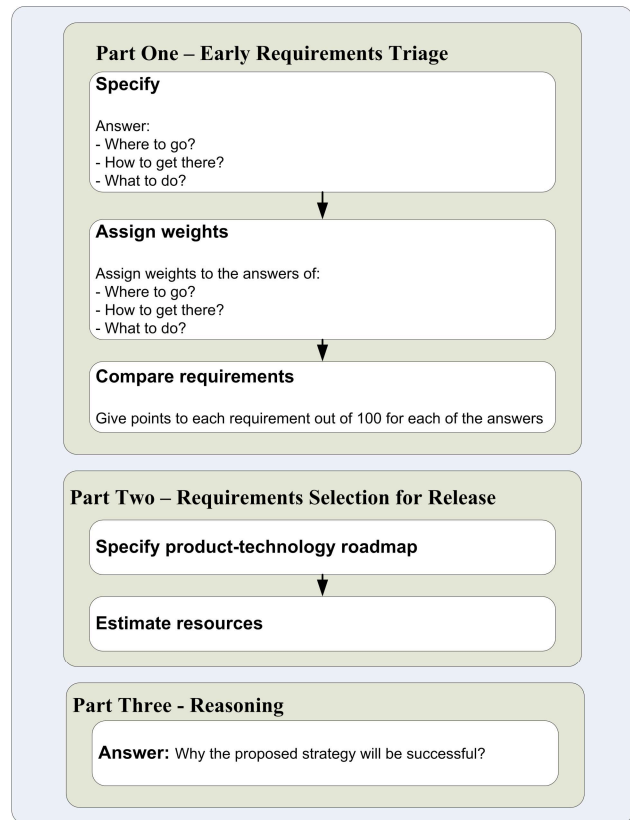 Part One – Early Requirements Triage
Specify
Answer:
- Where to go?
- How to get there?
- What to do?
Assign weights
Assign weights to the answers of:
- Where to go?
- How to get there?
- What to do?
Compare requirements
Give points to each requirement out of 100 for each of the answers
Part Two – Requirements Selection for Release
Specify product-technology roadmap
Estimate resources
Part Three - Reasoning
Answer: Why the proposed strategy will be successful?